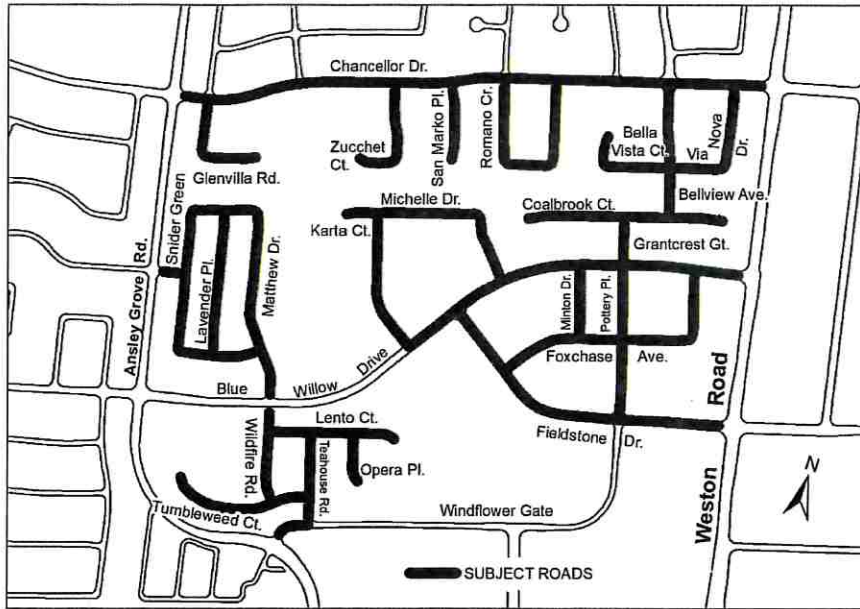 Chancellor Dr.
Zucchet
Ct.
San Marko Pl.
Romano Cr.
Bella
Vista Ct.
Via
Nova
Dr.
Glenvilla Rd.
Bellview Ave.
Michelle Dr.
Coalbrook Ct.
Karta Ct.
Grantcrest Gt.
Snider Green
Ansley Grove Rd.
Lavender Pl.
Matthew Dr.
Minton Dr.
Pottery Pl.
Foxchase Ave.
Blue Willow Drive
Fieldstone Dr.
Lento Ct.
Wildfire Rd.
Teahouse Rd.
Opera Pl.
Tumbleweed Ct.
Windflower Gate
Weston Road
N
SUBJECT ROADS